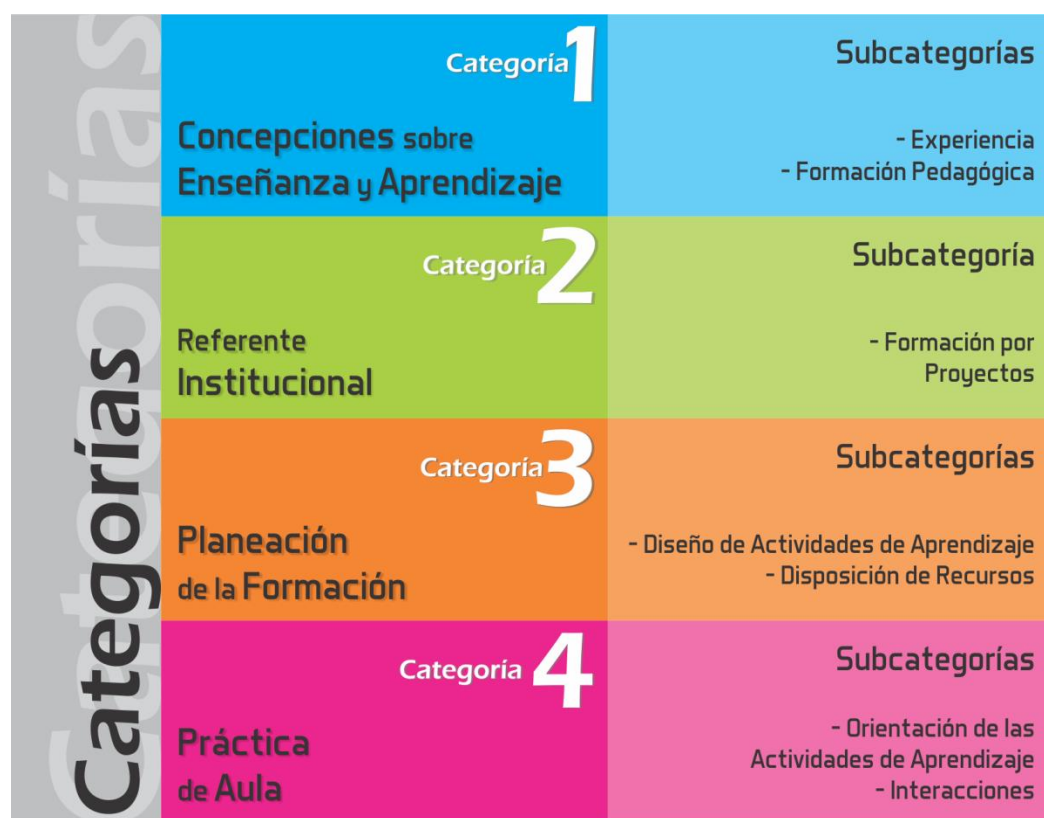 Categorías
Categoría 1
Concepciones sobre
Enseñanza y Aprendizaje
Subcategorías
- Experiencia
- Formación Pedagógica
Categoría 2
Referente
Institucional
Subcategoría
- Formación por
Proyectos
Categoría 3
Planeación
de la Formación
Subcategorías
- Diseño de Actividades de Aprendizaje
- Disposición de Recursos
Categoría 4
Práctica
de Aula
Subcategorías
- Orientación de las
Actividades de Aprendizaje
- Interacciones
Categorías